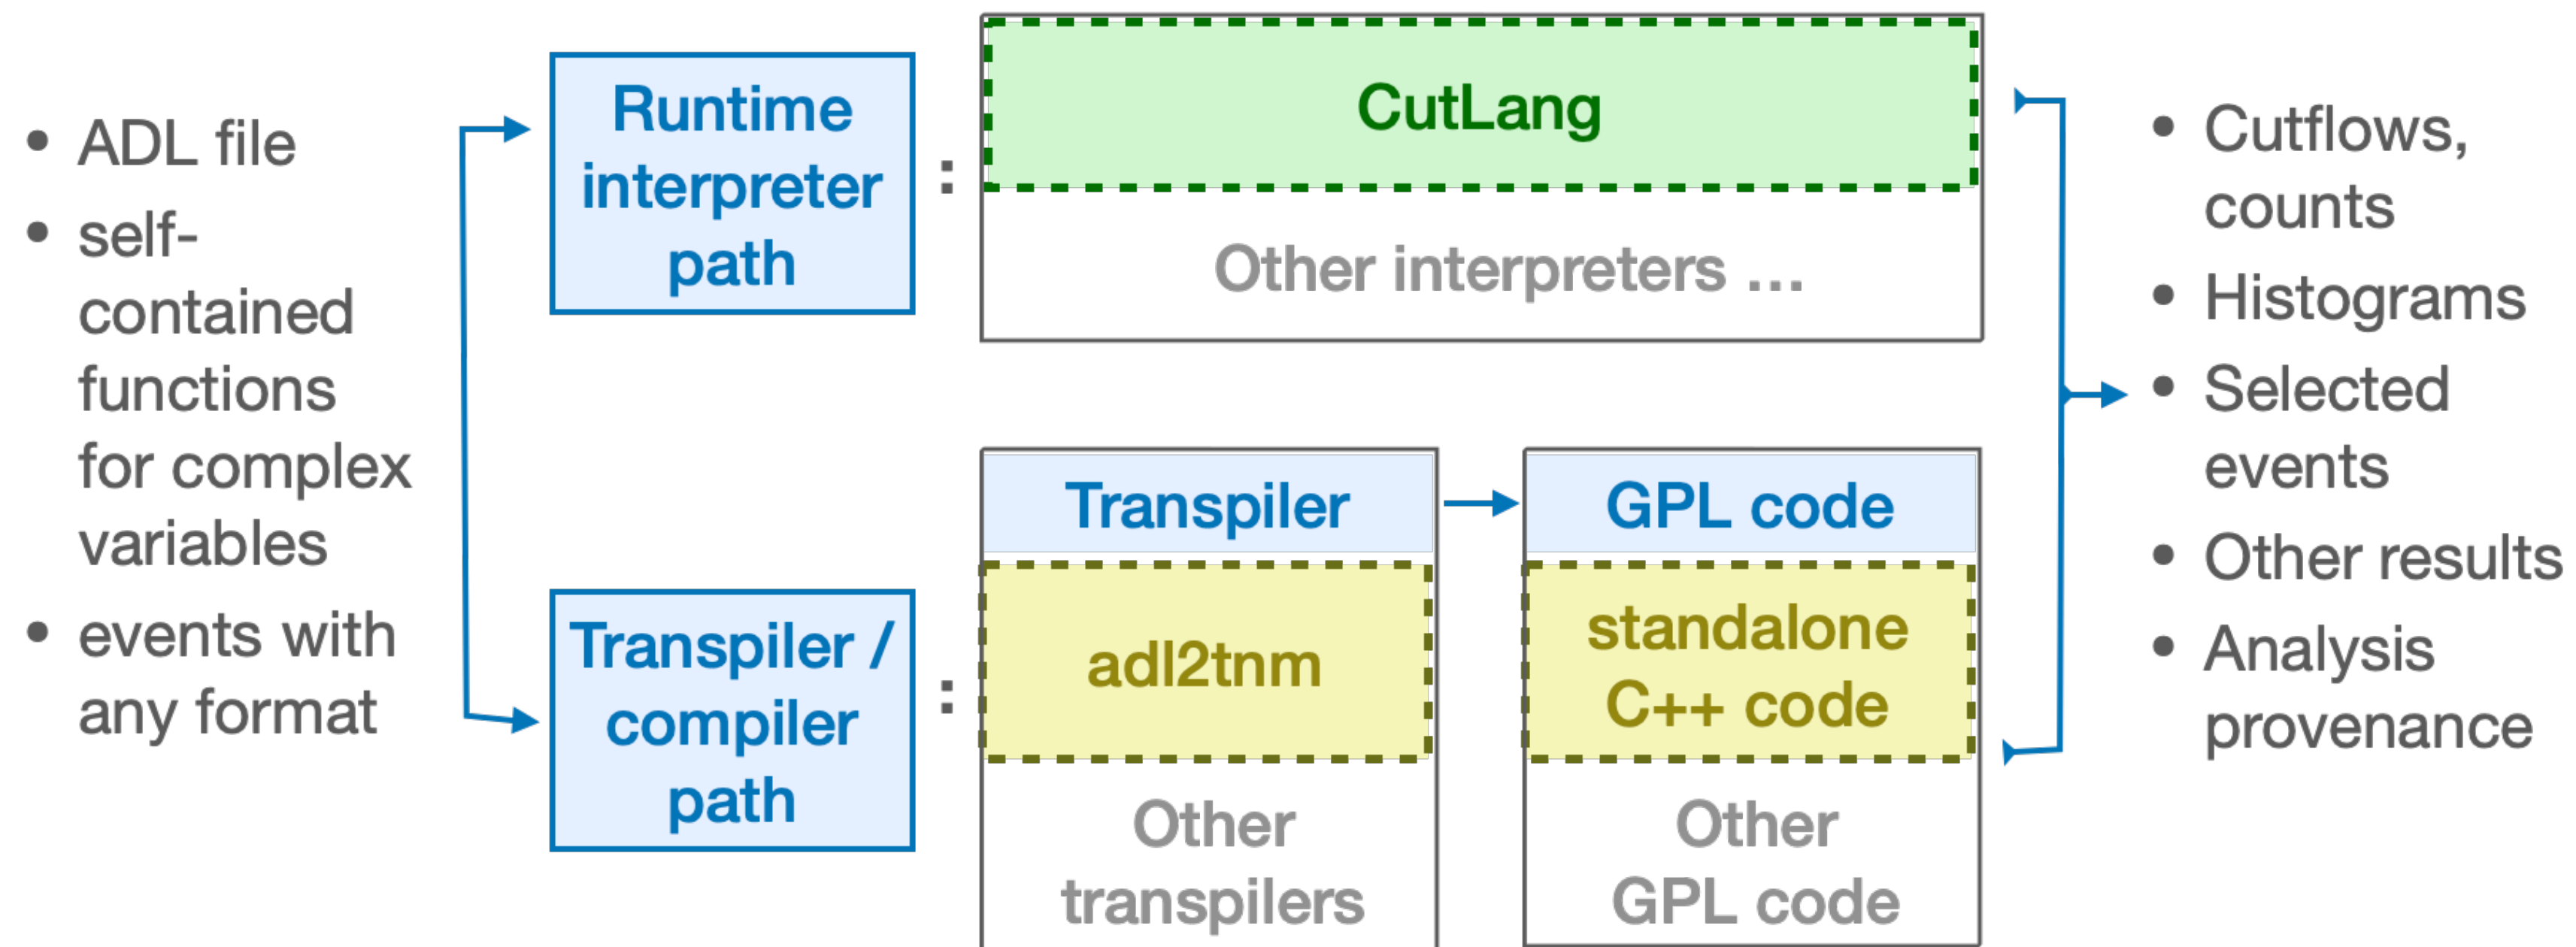 • ADL file
• self-
contained
functions
for complex
variables
• events with
any format
Runtime
interpreter
path
:
CutLang
Other interpreters ...
Transpiler /
compiler
path
:
Transpiler
adl2tnm
Other
transpilers
GPL code
standalone
C++ code
Other
GPL code
• Cutflows,
counts
• Histograms
• Selected
events
• Other results
• Analysis
provenance